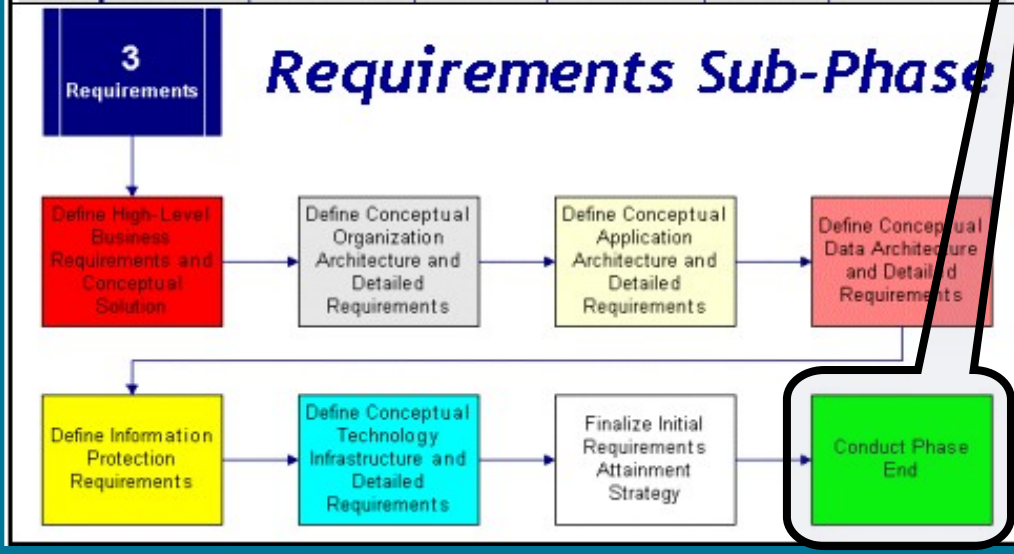 3
Requirements
Requirements Sub-Phase
Define High-Level
Business
Requirements and
Conceptual
Solution
Define Conceptual
Organization
Architecture and
Detailed
Requirements
Define Conceptual
Application
Architecture and
Detailed
Requirements
Define Conceptual
Data Architecture
and Detailed
Requirements
Define Information
Protection
Requirements
Define Conceptual
Technology
Infrastructure and
Detailed
Requirements
Finalize Initial
Requirements
Attainment
Strategy
Conduct Phase
End